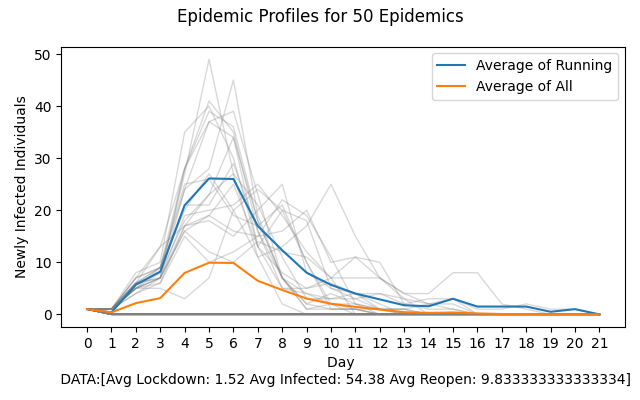 Epidemic Profiles for 50 Epidemics
Newly Infected Individuals
50
40
30
20
10
0
Average of Running
Average of All
0 1 2 3 4 5 6 7 8 9 10 11 12 13 14 15 16 17 18 19 20 21
Day
DATA:[Avg Lockdown: 1.52 Avg Infected: 54.38 Avg Reopen: 9.833333333333334]